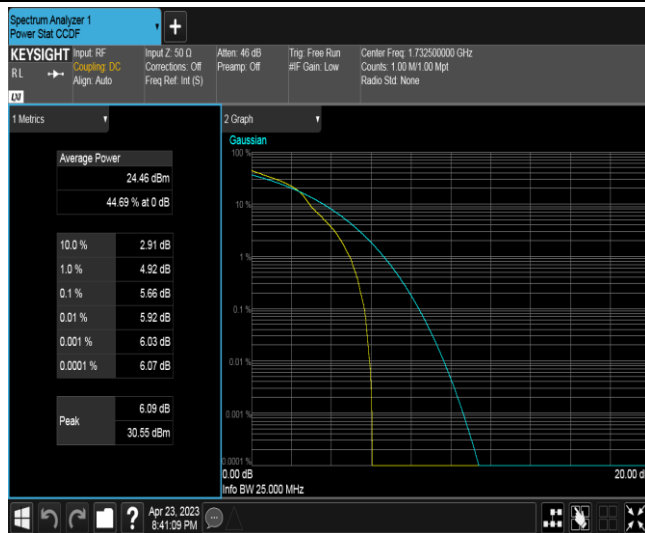 Spectrum Analyzer 1
Power Stat CCDF
+
KEYSIGHT
RL
LXI
Input: RF
Coupling: DC
Align: Auto
Input Z: 50 Ω
Corrections: Off
Freq Ref: Int (S)
Atten: 46 dB
Preamp: Off
Trig: Free Run
#IF Gain: Low
Center Freq: 1.732500000 GHz
Counts: 1.00 M/1.00 Mpt
Radio Std: None
1 Metrics
Average Power
24.46 dBm
44.69 % at 0 dB
10.0 % 2.91 dB
1.0 % 4.92 dB
0.1 % 5.66 dB
0.01 % 5.92 dB
0.001 % 6.03 dB
0.0001 % 6.07 dB
Peak
6.09 dB
30.55 dBm
2 Graph
Gaussian
100 %
10 %
1 %
0.1 %
0.01 %
0.001 %
0.0001 %
0.00 dB
20.00 d
Info BW 25.000 MHz
?
Apr 23, 2023
8:41:09 PM